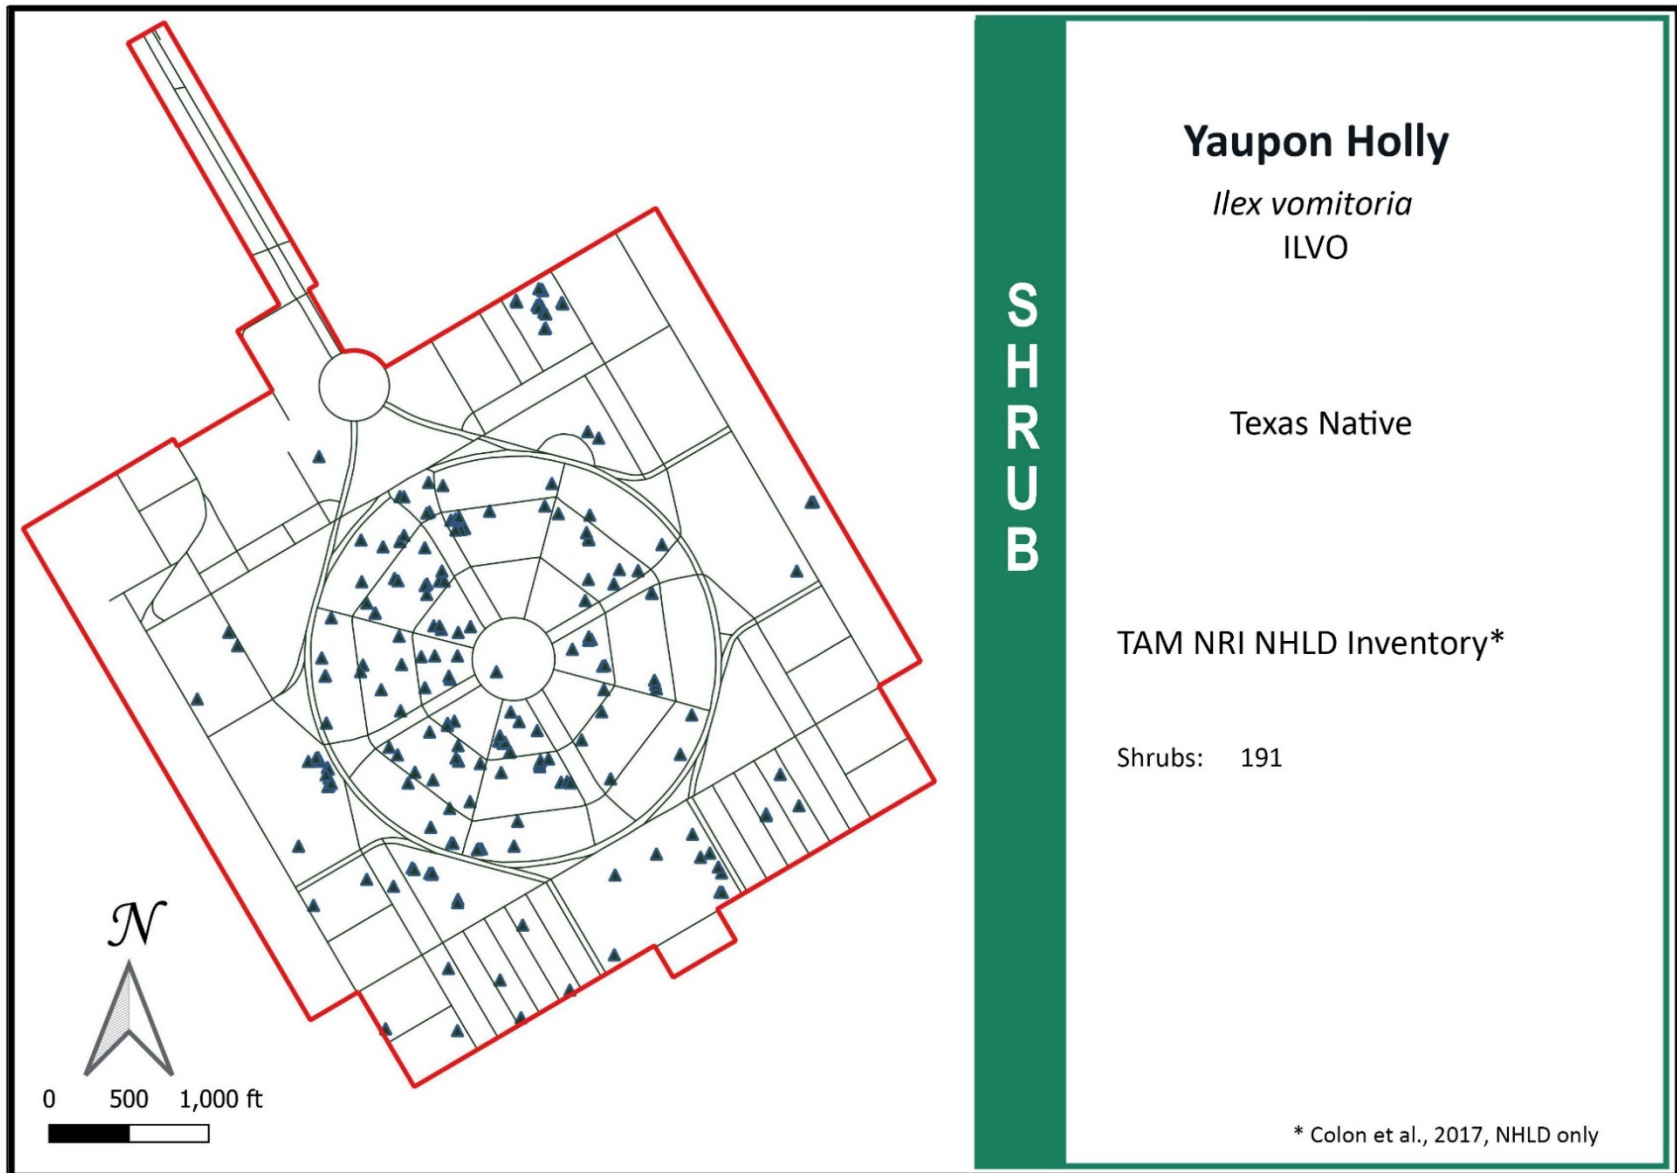 N
0 500 1,000 ft
SHRUB
Yaupon Holly
Ilex vomitoria
ILVO
Texas Native
TAM NRI NHLD Inventory*
Shrubs: 191
* Colon et al., 2017, NHLD only